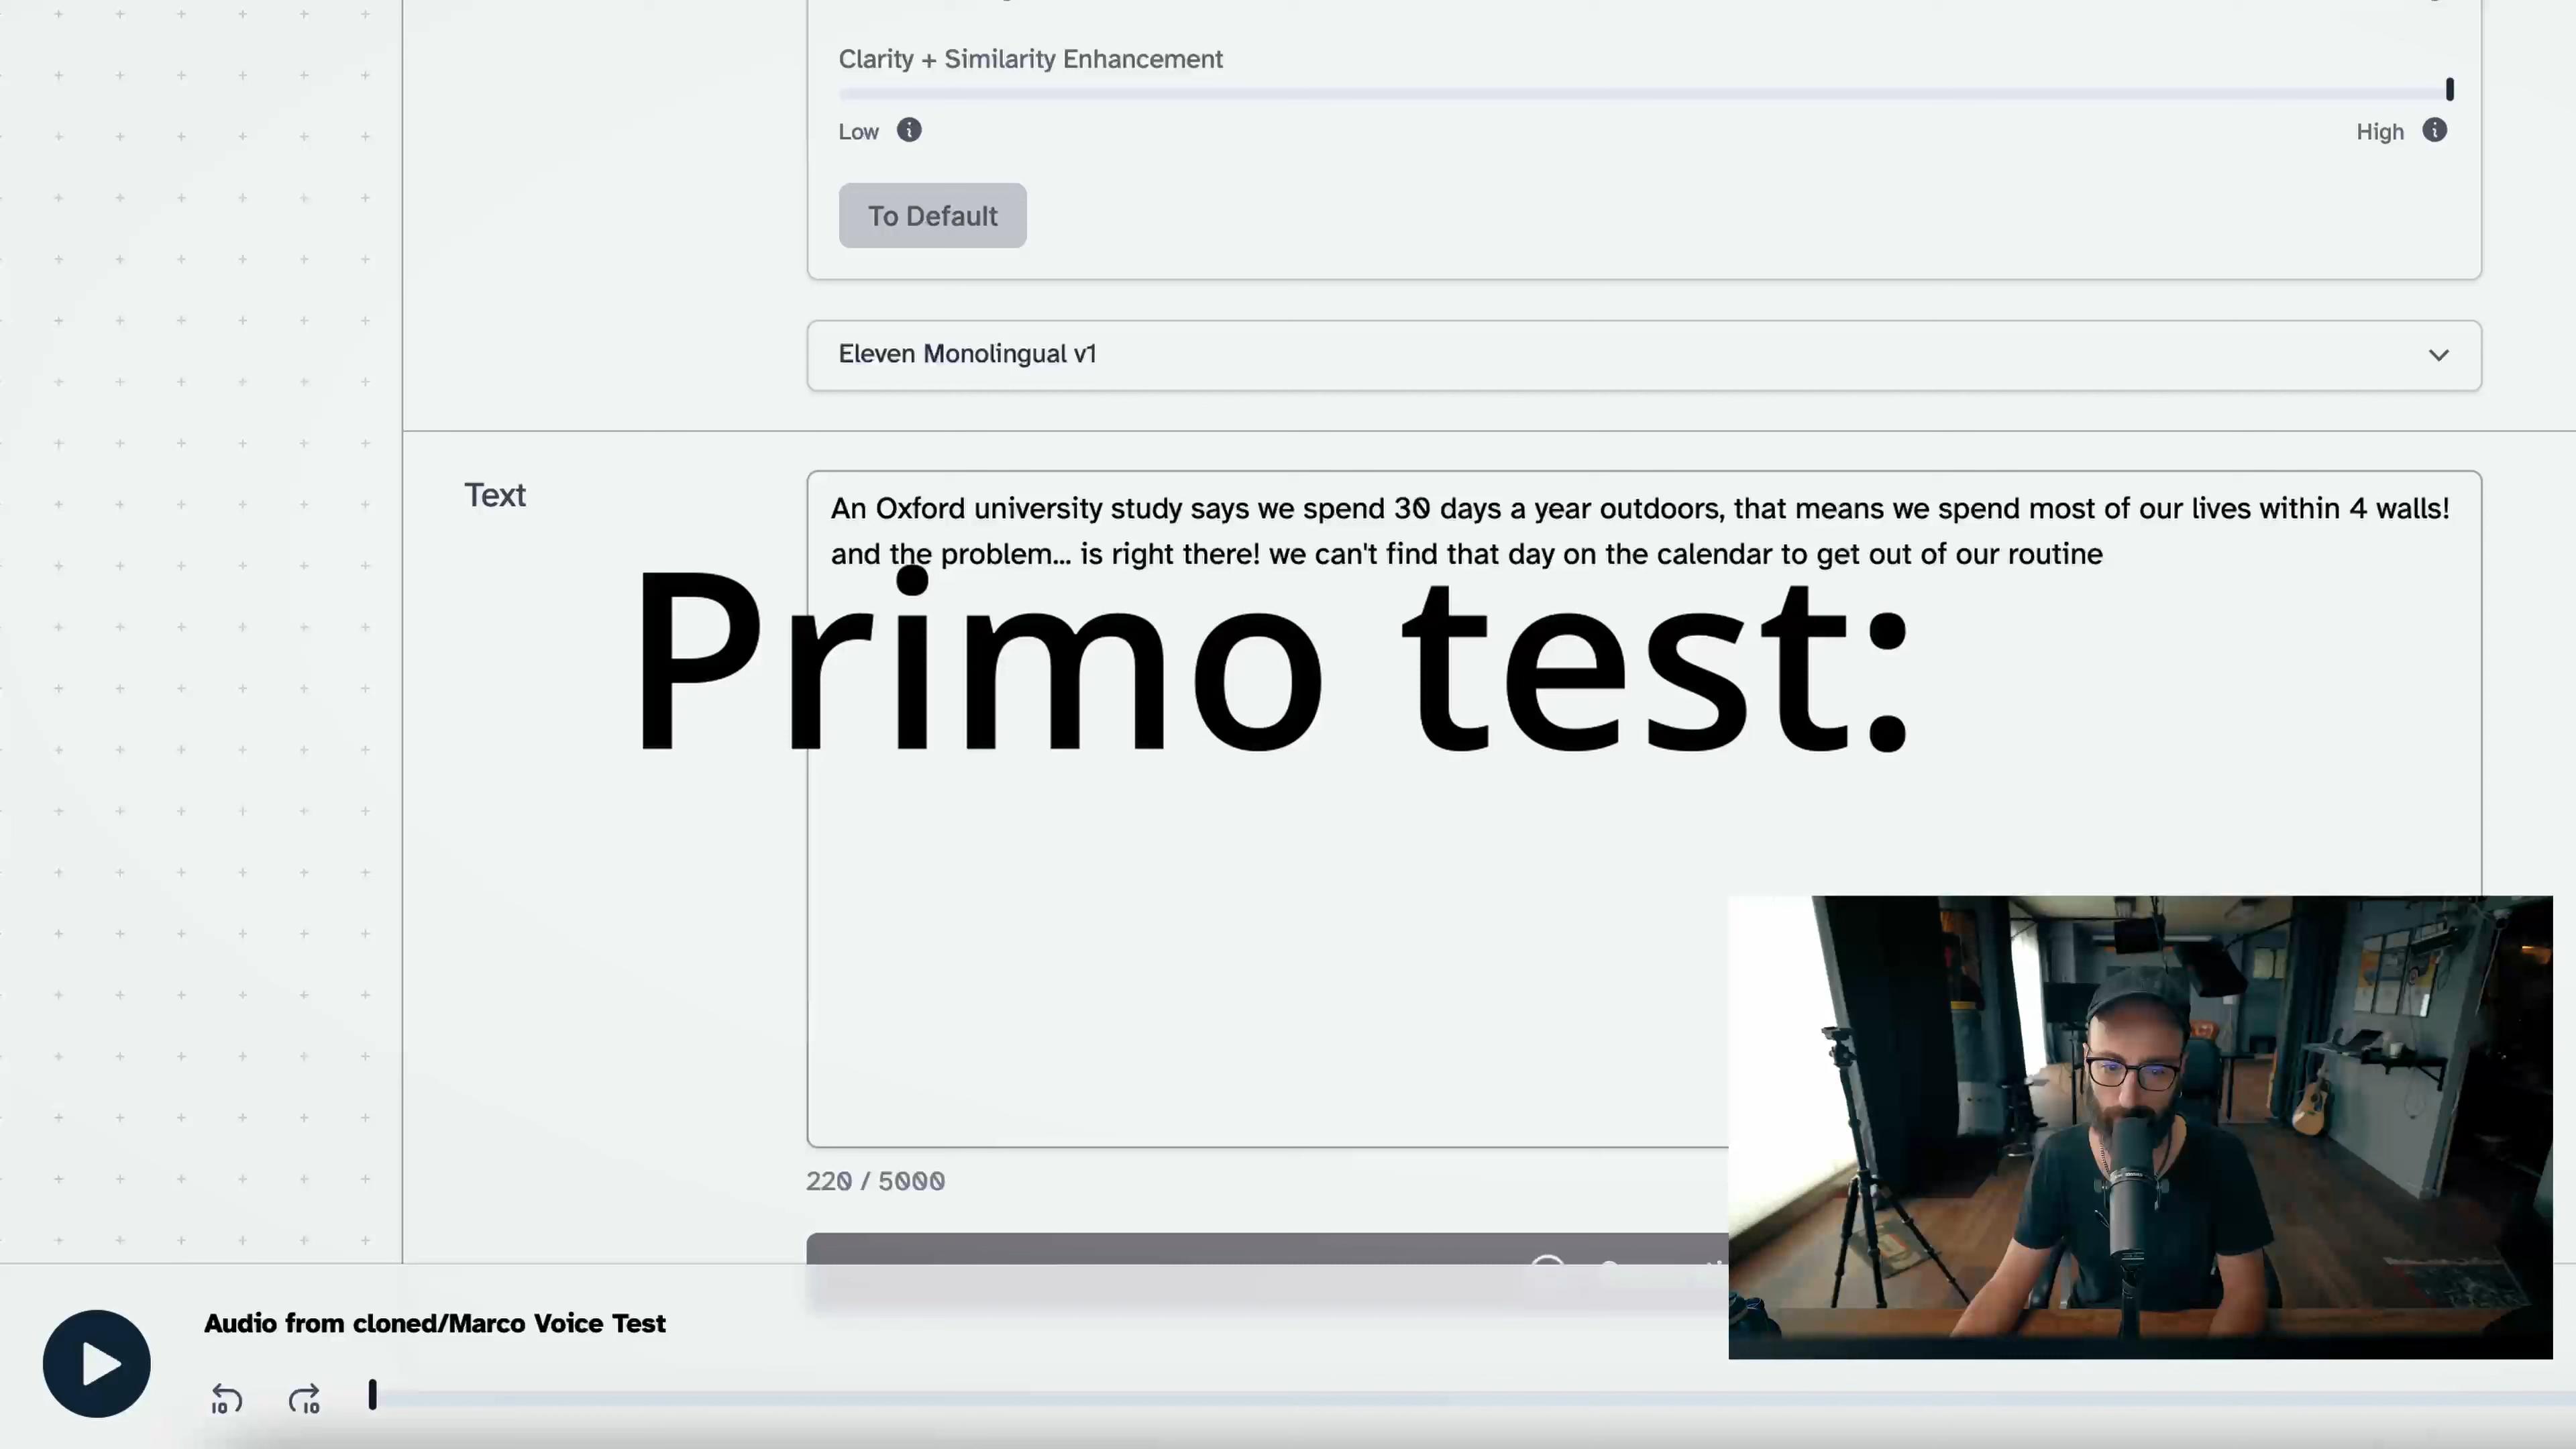 Clarity + Similarity Enhancement
Low
High
To Default
Eleven Monolingual v1
Text
An Oxford university study says we spend 30 days a year outdoors, that means we spend most of our lives within 4 walls!
and the problem... is right there! we can't find that day on the calendar to get out of our routine
Primo test:
220 / 5000
Audio from cloned/Marco Voice Test
10
10